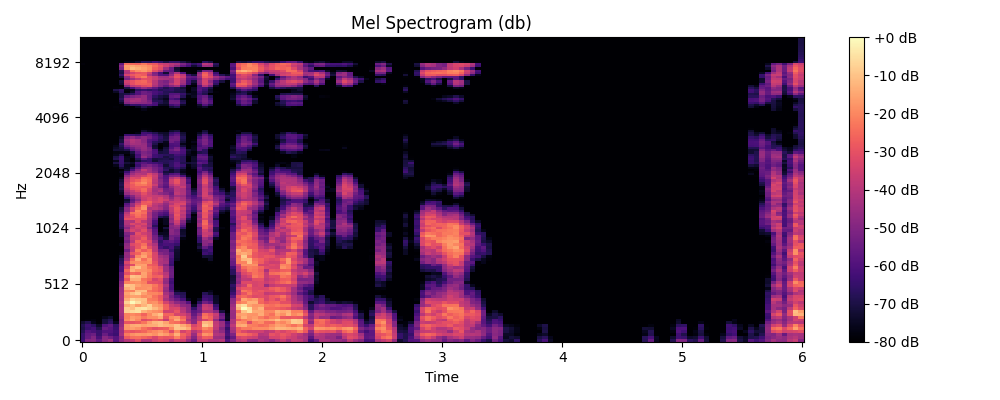 Mel Spectrogram (db)
Hz
8192
4096
2048
1024
512
0
0 1 2 3 4 5 6
Time
+0 dB
-10 dB
-20 dB
-30 dB
-40 dB
-50 dB
-60 dB
-70 dB
-80 dB